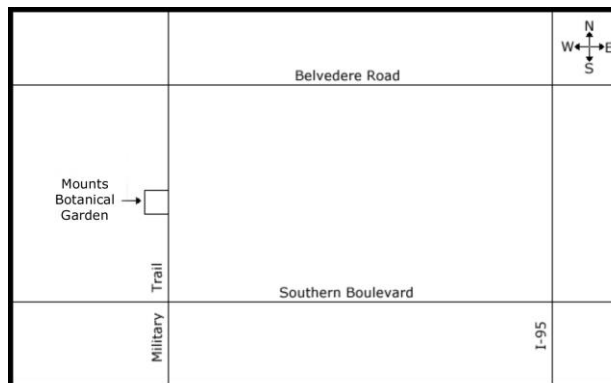 N
W E
S
Belvedere Road
Mounts
Botanical
Garden
Military Trail
Southern Boulevard
I-95